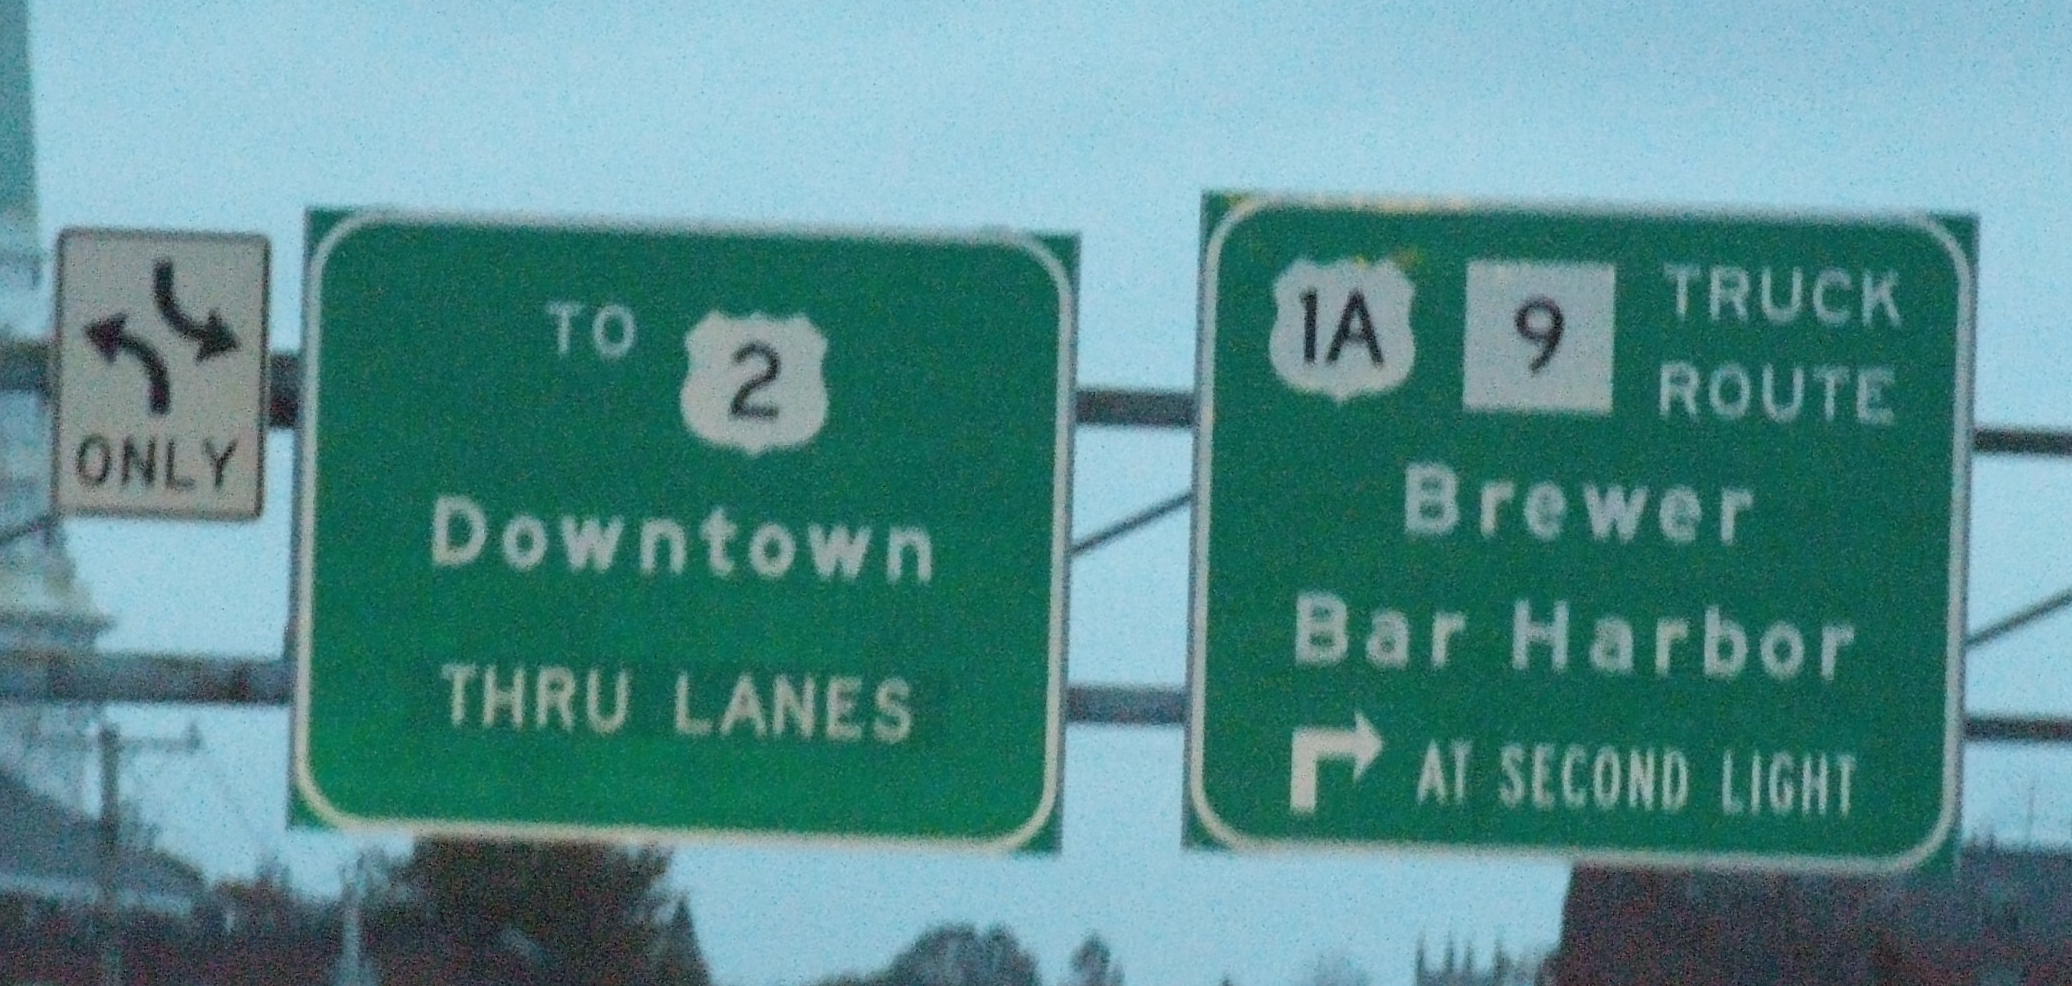 ONLY
TO 2
Downtown
THRU LANES
1A 9 TRUCK
ROUTE
Brewer
Bar Harbor
AT SECOND LIGHT